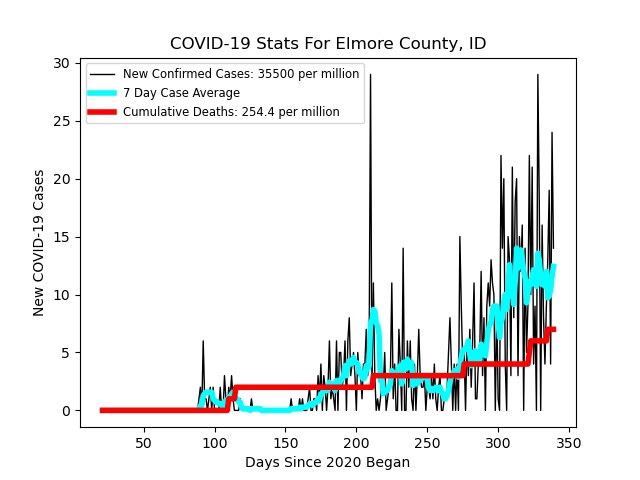 COVID-19 Stats For Elmore County, ID
New Confirmed Cases: 35500 per million
7 Day Case Average
Cumulative Deaths: 254.4 per million
New COVID-19 Cases
30
25
20
15
10
5
0
50 100 150 200 250 300 350
Days Since 2020 Began